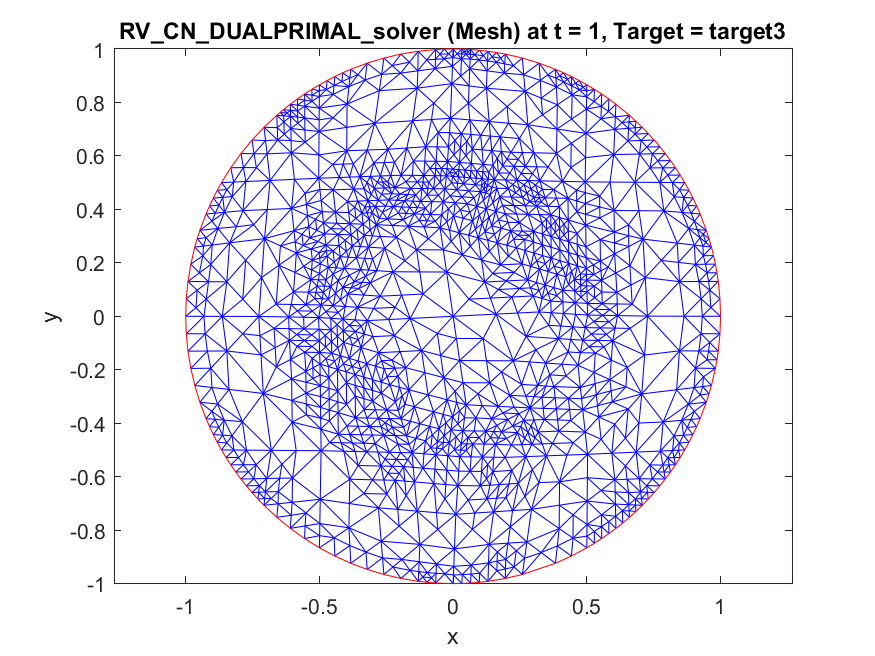 RV_CN_DUALPRIMAL_solver (Mesh) at t = 1, Target = target3
1
0.8
0.6
0.4
0.2
0
-0.2
-0.4
-0.6
-0.8
-1
y
-1 -0.5 0 0.5 1
x